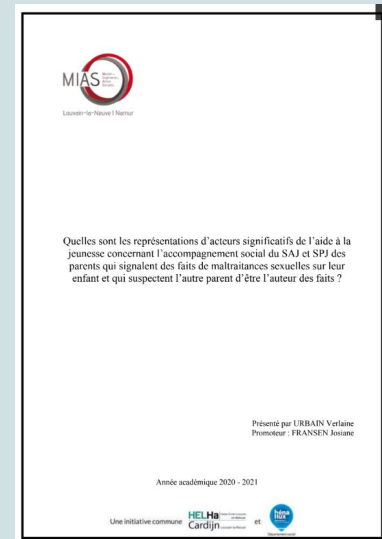 MIAS
Louvain-la-Neuve | Namur
Quelles sont les représentations d'acteurs significatifs de l'aide à la
jeunesse concernant l'accompagnement social du SAJ et SPJ des
parents qui signalent des faits de maltraitances sexuelles sur leur
enfant et qui suspectent l'autre parent d'être l'auteur des faits ?
Présenté par URBAIN Verlaine
Promoteur : FRANSEN Josiane
Année académique 2020 - 2021
Une initiative commune HELHa Cardijn et hénallux